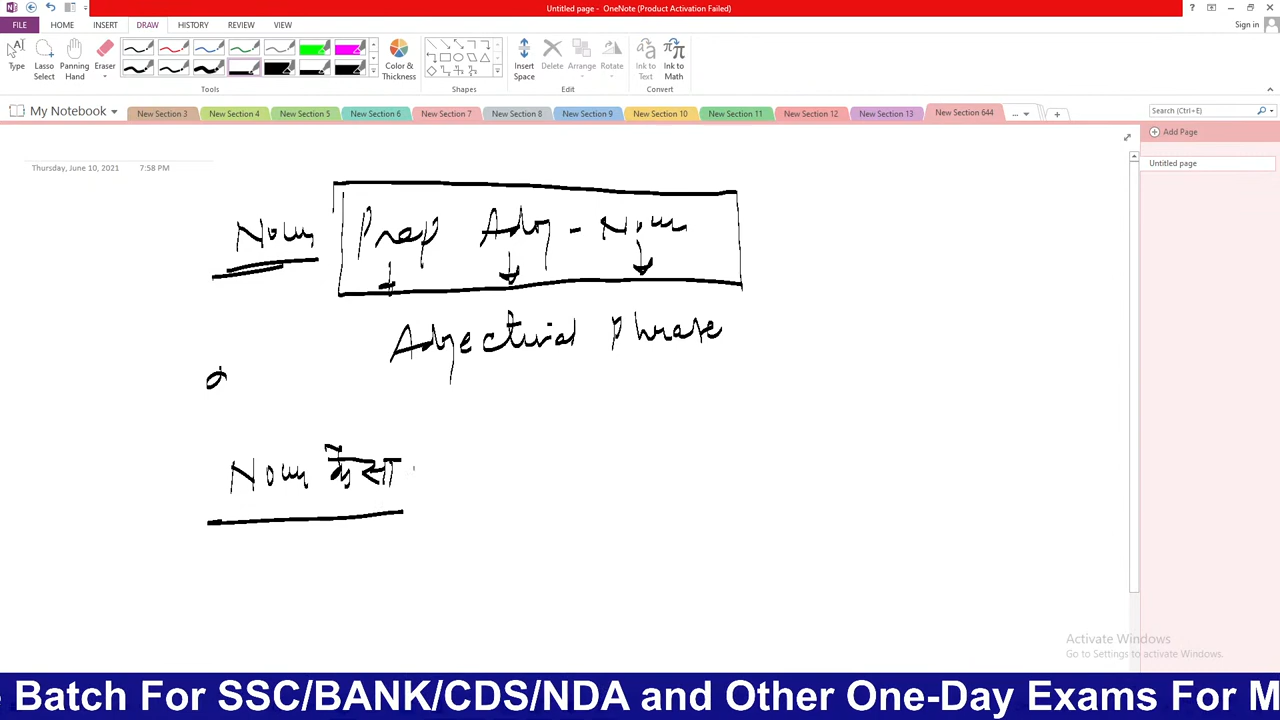 Untitled page - OneNote (Product Activation Failed)
FILE HOME INSERT DRAW HISTORY REVIEW VIEW
Sign in
Type Lasso Select Panning Hand Eraser Color & Thickness Insert Space Delete Arrange Rotate Ink to Text Ink to Math
Tools Shapes Edit Convert
My Notebook New Section 3 New Section 4 New Section 5 New Section 6 New Section 7 New Section 8 New Section 9 New Section 10 New Section 11 New Section 12 New Section 13 New Section 644 ... Search (Ctrl+E)
Add Page
Untitled page
Thursday, June 10, 2021 7:58 PM
Noun Prep Adj - Noun
Adjectival Phrase
Noun कैसा
Activate Windows
Go to Settings to activate Windows.
Batch For SSC/BANK/CDS/NDA and Other One-Day Exams For M